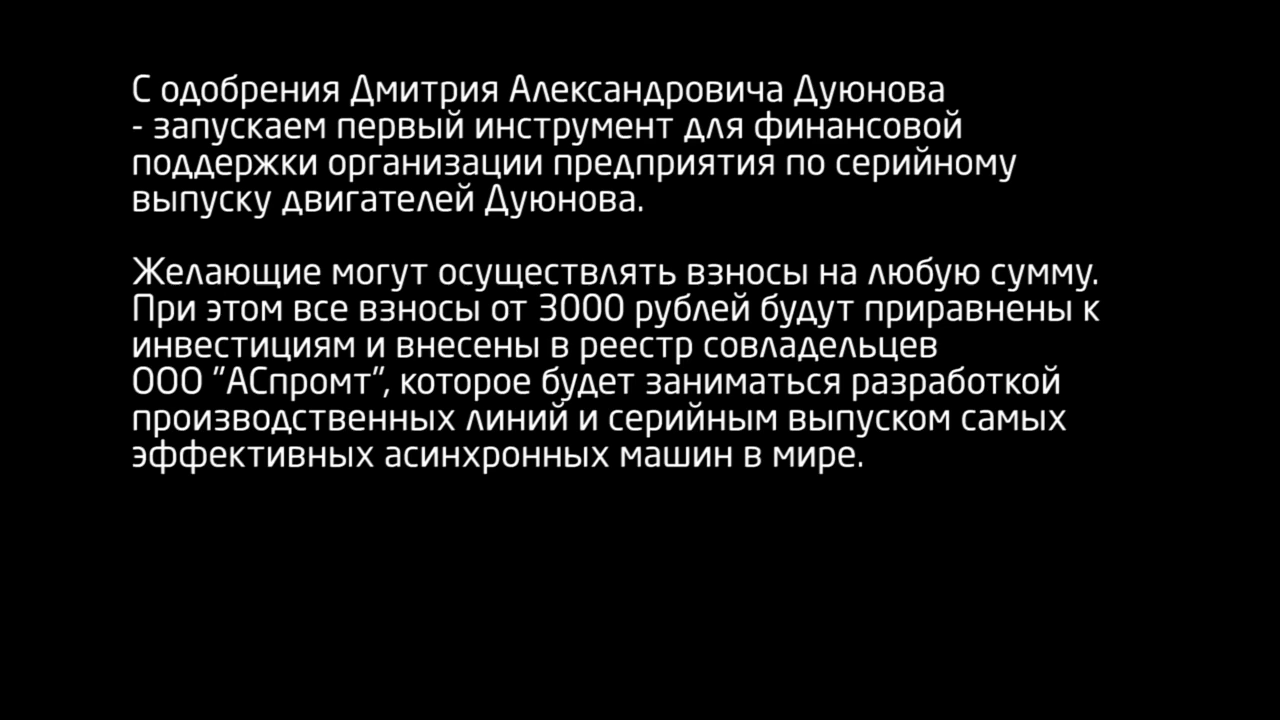 С одобрения Дмитрия Александровича Дуюнова
- запускаем первый инструмент для финансовой
поддержки организации предприятия по серийному
выпуску двигателей Дуюнова.
Желающие могут осуществлять взносы на любую сумму.
При этом все взносы от 3000 рублей будут приравнены к
инвестициям и внесены в реестр совладельцев
ООО "АСпромт", которое будет заниматься разработкой
производственных линий и серийным выпуском самых
эффективных асинхронных машин в мире.